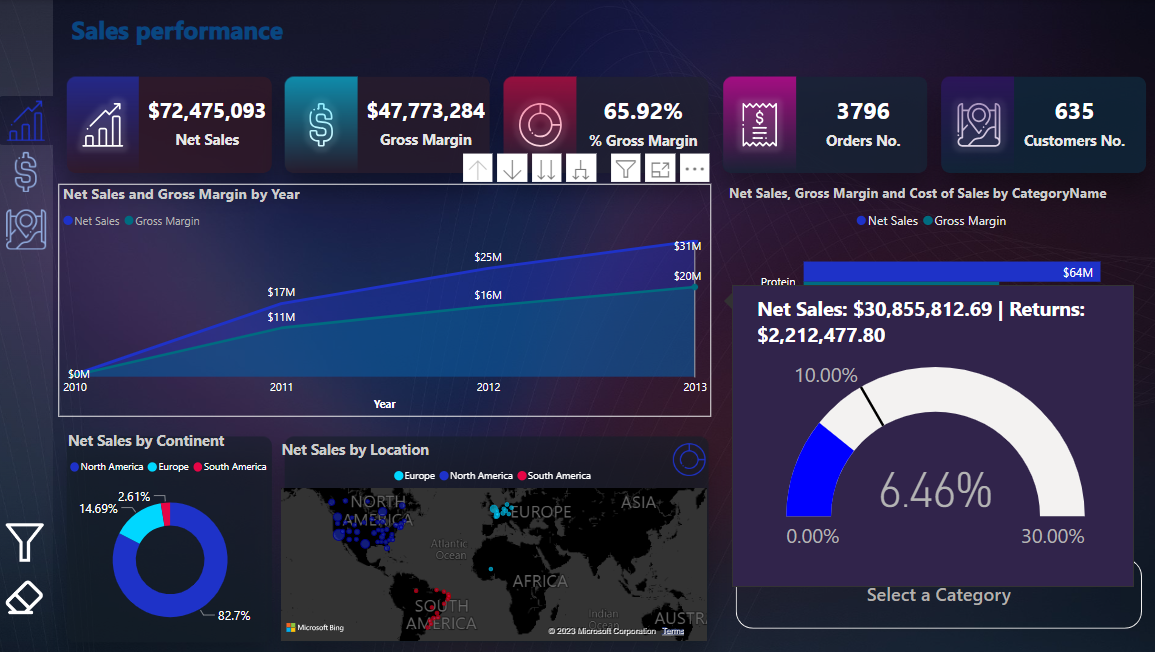 Sales performance
$72,475,093
Net Sales
$47,773,284
Gross Margin
65.92%
% Gross Margin
3796
Orders No.
635
Customers No.
Net Sales and Gross Margin by Year
Net Sales Gross Margin
$31M
$25M
$20M
$17M
$16M
$11M
$0M
2010 2011 2012 2013
Year
Net Sales, Gross Margin and Cost of Sales by CategoryName
Net Sales Gross Margin
$64M
Protein
Net Sales: $30,855,812.69 | Returns:
$2,212,477.80
10.00%
6.46%
0.00% 30.00%
Select a Category
Net Sales by Continent
North America Europe South America
2.61%
14.69%
82.7%
Net Sales by Location
Europe North America South America
NORTH
AMERICA
EUROPE
ASIA
Atlantic
Ocean
AFRICA
SOUTH
AMERICA
Indian
Ocean
AUSTR
Microsoft Bing
© 2023 Microsoft Corporation Terms